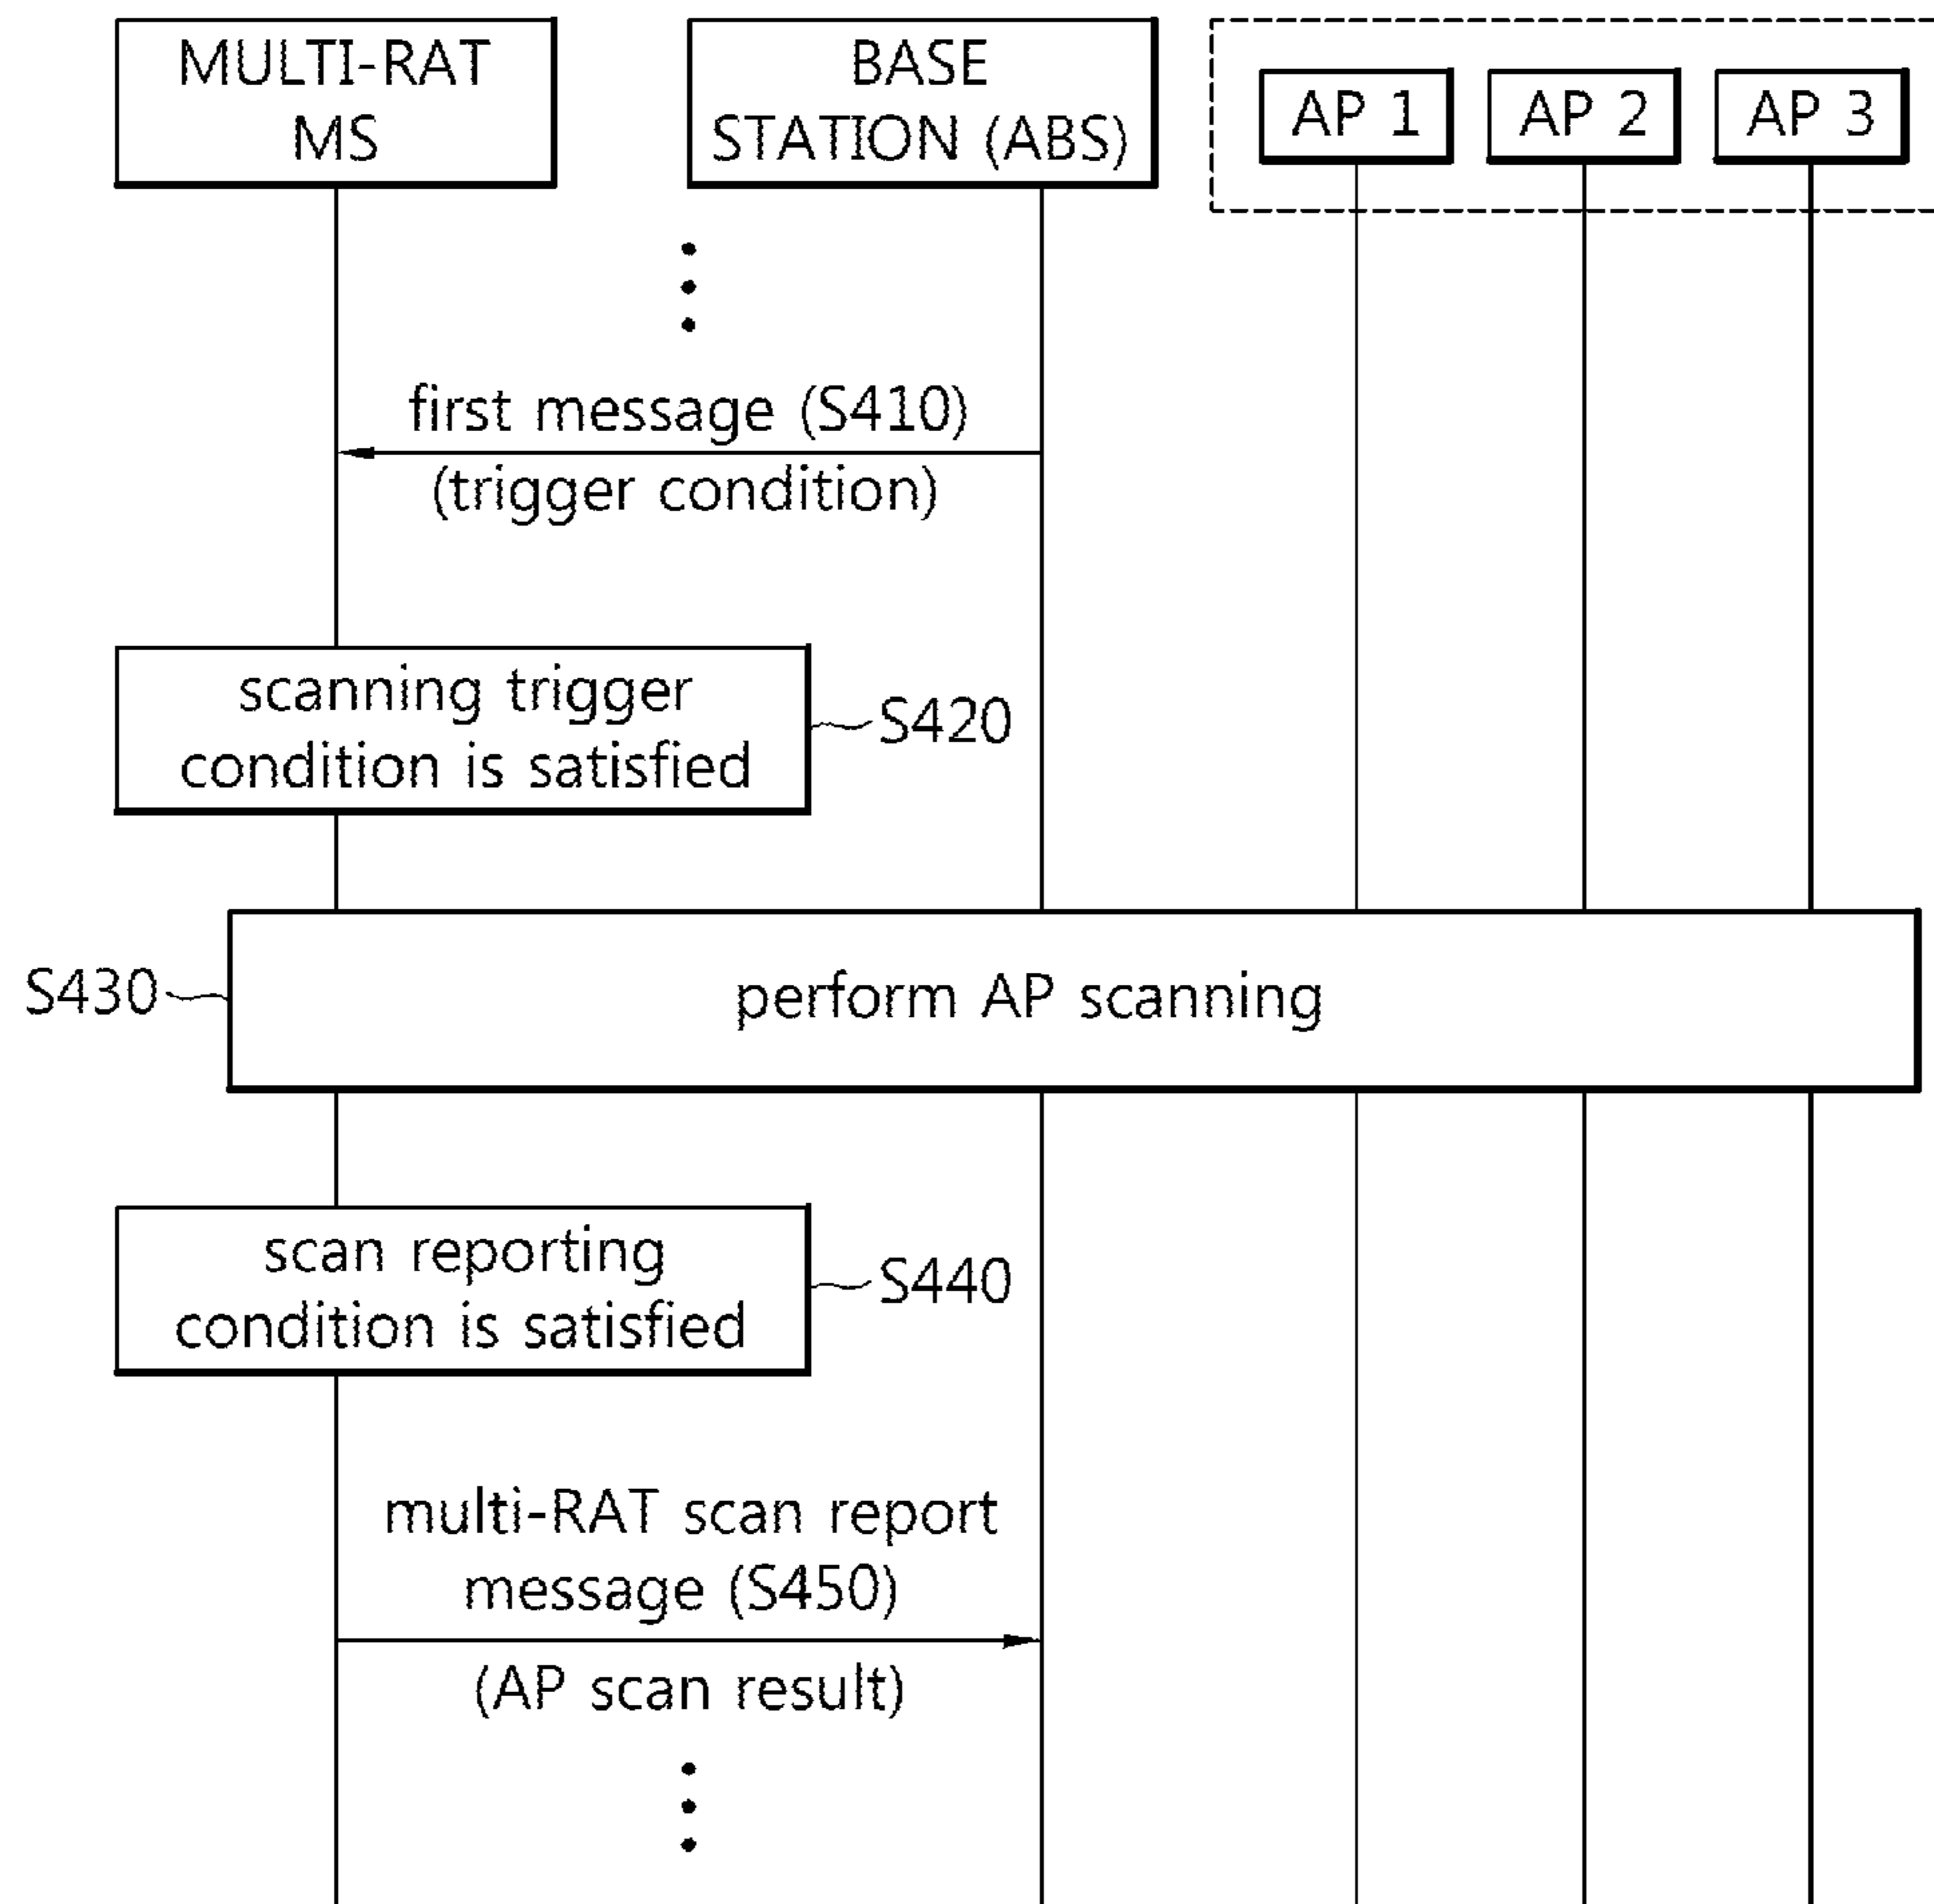 MULTI-RAT
MS
BASE
STATION (ABS)
AP 1
AP 2
AP 3
first message (S410)
(trigger condition)
scanning trigger
condition is satisfied
S420
S430
perform AP scanning
scan reporting
condition is satisfied
S440
multi-RAT scan report
message (S450)
(AP scan result)